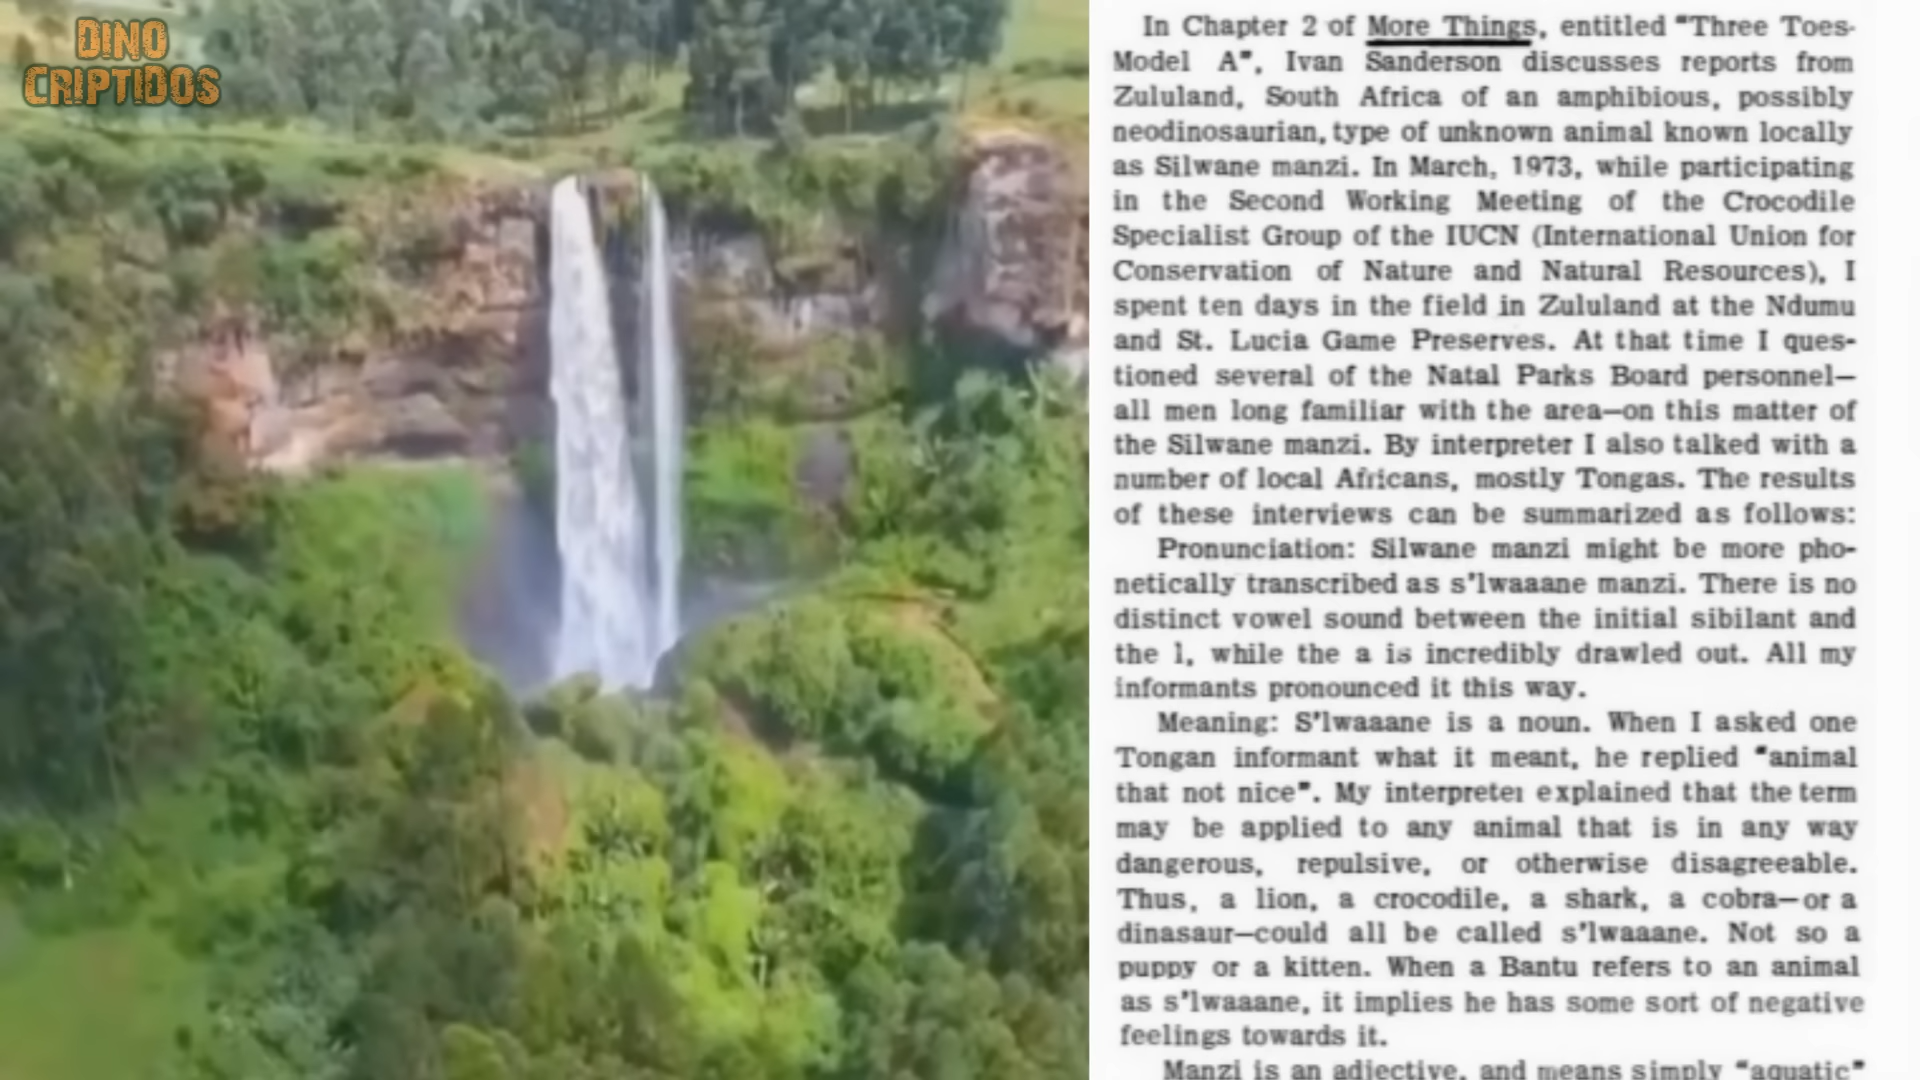 DINO
CRIPTIDOS
In Chapter 2 of More Things, entitled "Three Toes-
Model A", Ivan Sanderson discusses reports from
Zululand, South Africa of an amphibious, possibly
neodinosaurian, type of unknown animal known locally
as Silwane manzi. In March, 1973, while participating
in the Second Working Meeting of the Crocodile
Specialist Group of the IUCN (International Union for
Conservation of Nature and Natural Resources), I
spent ten days in the field in Zululand at the Ndumu
and St. Lucia Game Preserves. At that time I ques-
tioned several of the Natal Parks Board personnel—
all men long familiar with the area—on this matter of
the Silwane manzi. By interpreter I also talked with a
number of local Africans, mostly Tongas. The results
of these interviews can be summarized as follows:
Pronunciation: Silwane manzi might be more pho-
netically transcribed as s'lwaaane manzi. There is no
distinct vowel sound between the initial sibilant and
the l, while the a is incredibly drawled out. All my
informants pronounced it this way.
Meaning: S'lwaaane is a noun. When I asked one
Tongan informant what it meant, he replied "animal
that not nice". My interpreter explained that the term
may be applied to any animal that is in any way
dangerous, repulsive, or otherwise disagreeable.
Thus, a lion, a crocodile, a shark, a cobra—or a
dinasaur—could all be called s'lwaaane. Not so a
puppy or a kitten. When a Bantu refers to an animal
as s'lwaaane, it implies he has some sort of negative
feelings towards it.
Manzi is an adjective, and means simply "aquatic"